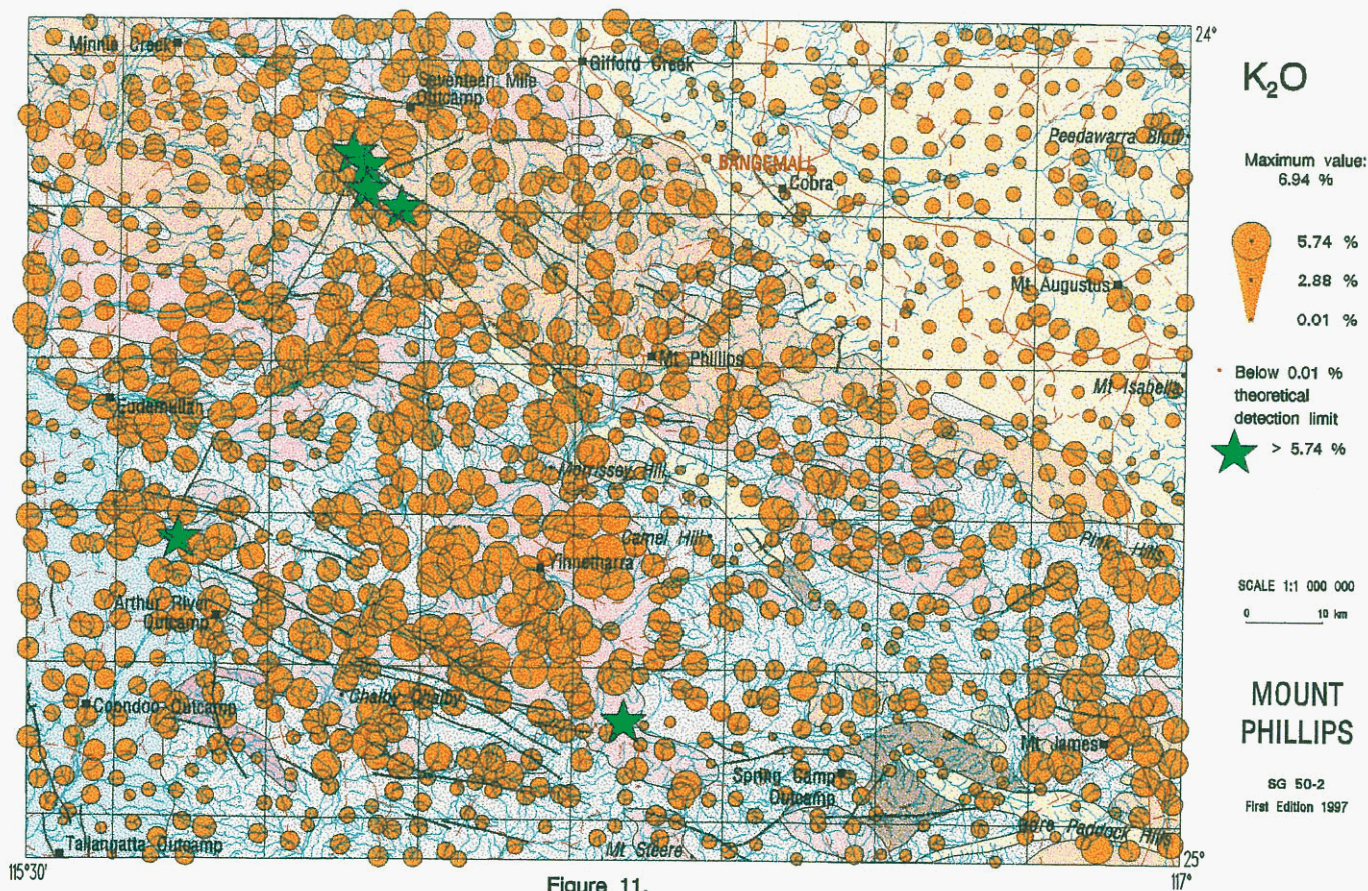 24°
Minnie Creek
Gifford Creek
Seventeen Mile
Outcamp
Peedawarra Bluff
BANGEMALL
Cobra
Mt Augustus
Mt Phillips
Mt Isabella
Eudamullah
Morrissey Hill
Camel Hill
Pink Hills
Yinnetharra
Arthur River
Outcamp
Chalby Chalby
Coondoo Outcamp
Mt James
Spring Camp
Outcamp
Paddock Hills
Mt Steere
Tallangatta Outcamp
115°30'
25°
117°
K₂O
Maximum value:
6.94 %
5.74 %
2.88 %
0.01 %
Below 0.01 %
theoretical
detection limit
> 5.74 %
SCALE 1:1 000 000
0 10 km
MOUNT
PHILLIPS
SG 50-2
First Edition 1997
Figure 11.